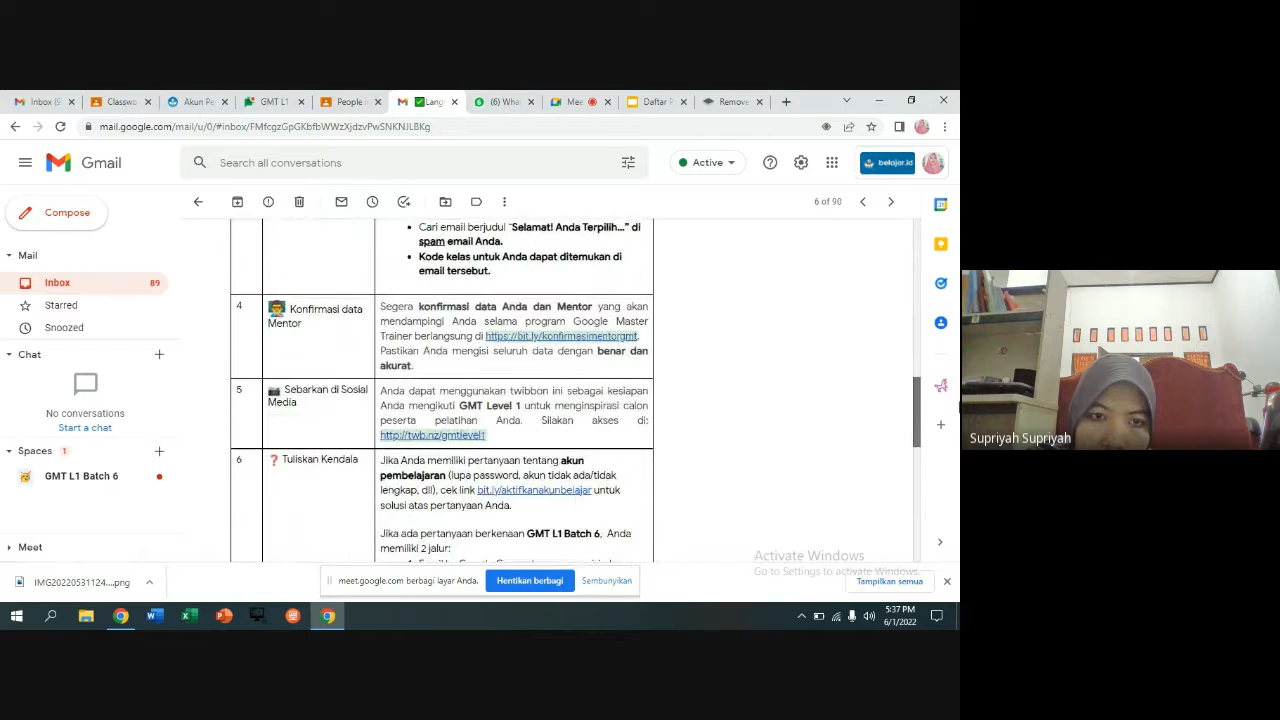 Inbox (9
Classwo
Akun Pe
GMT L1
People
Lang
(6) Wha
Mee
Daftar P
Remove
mail.google.com/mail/u/0/#inbox/FMfcgzGpGKbfbWWzXjdzvPwSNKNJLBKg
Gmail
Search all conversations
Active
belajar.id
Compose
6 of 90
Mail
Inbox 89
Starred
Snoozed
Chat
No conversations
Start a chat
Spaces 1
GMT L1 Batch 6
Meet
Cari email berjudul "Selamat! Anda Terpilih..." di
spam email Anda.
Kode kelas untuk Anda dapat ditemukan di
email tersebut.
4
Konfirmasi data
Mentor
Segera konfirmasi data Anda dan Mentor yang akan
mendampingi Anda selama program Google Master
Trainer berlangsung di https://bit.ly/konfirmasimentorgmt.
Pastikan Anda mengisi seluruh data dengan benar dan
akurat.
5
Sebarkan di Sosial
Media
Anda dapat menggunakan twibbon ini sebagai kesiapan
Anda mengikuti GMT Level 1 untuk menginspirasi calon
peserta pelatihan Anda. Silakan akses di:
http://twb.nz/gmtlevel1
6
Tuliskan Kendala
Jika Anda memiliki pertanyaan tentang akun
pembelajaran (lupa password, akun tidak ada/tidak
lengkap, dll), cek link bit.ly/aktifkanakunbelajar untuk
solusi atas pertanyaan Anda.
Jika ada pertanyaan berkenaan GMT L1 Batch 6, Anda
memiliki 2 jalur:
Activate Windows
Go to Settings to activate Windows.
IMG20220531124....png
meet.google.com berbagi layar Anda.
Hentikan berbagi
Sembunyikan
Tampilkan semua
5:37 PM
6/1/2022
Supriyah Supriyah